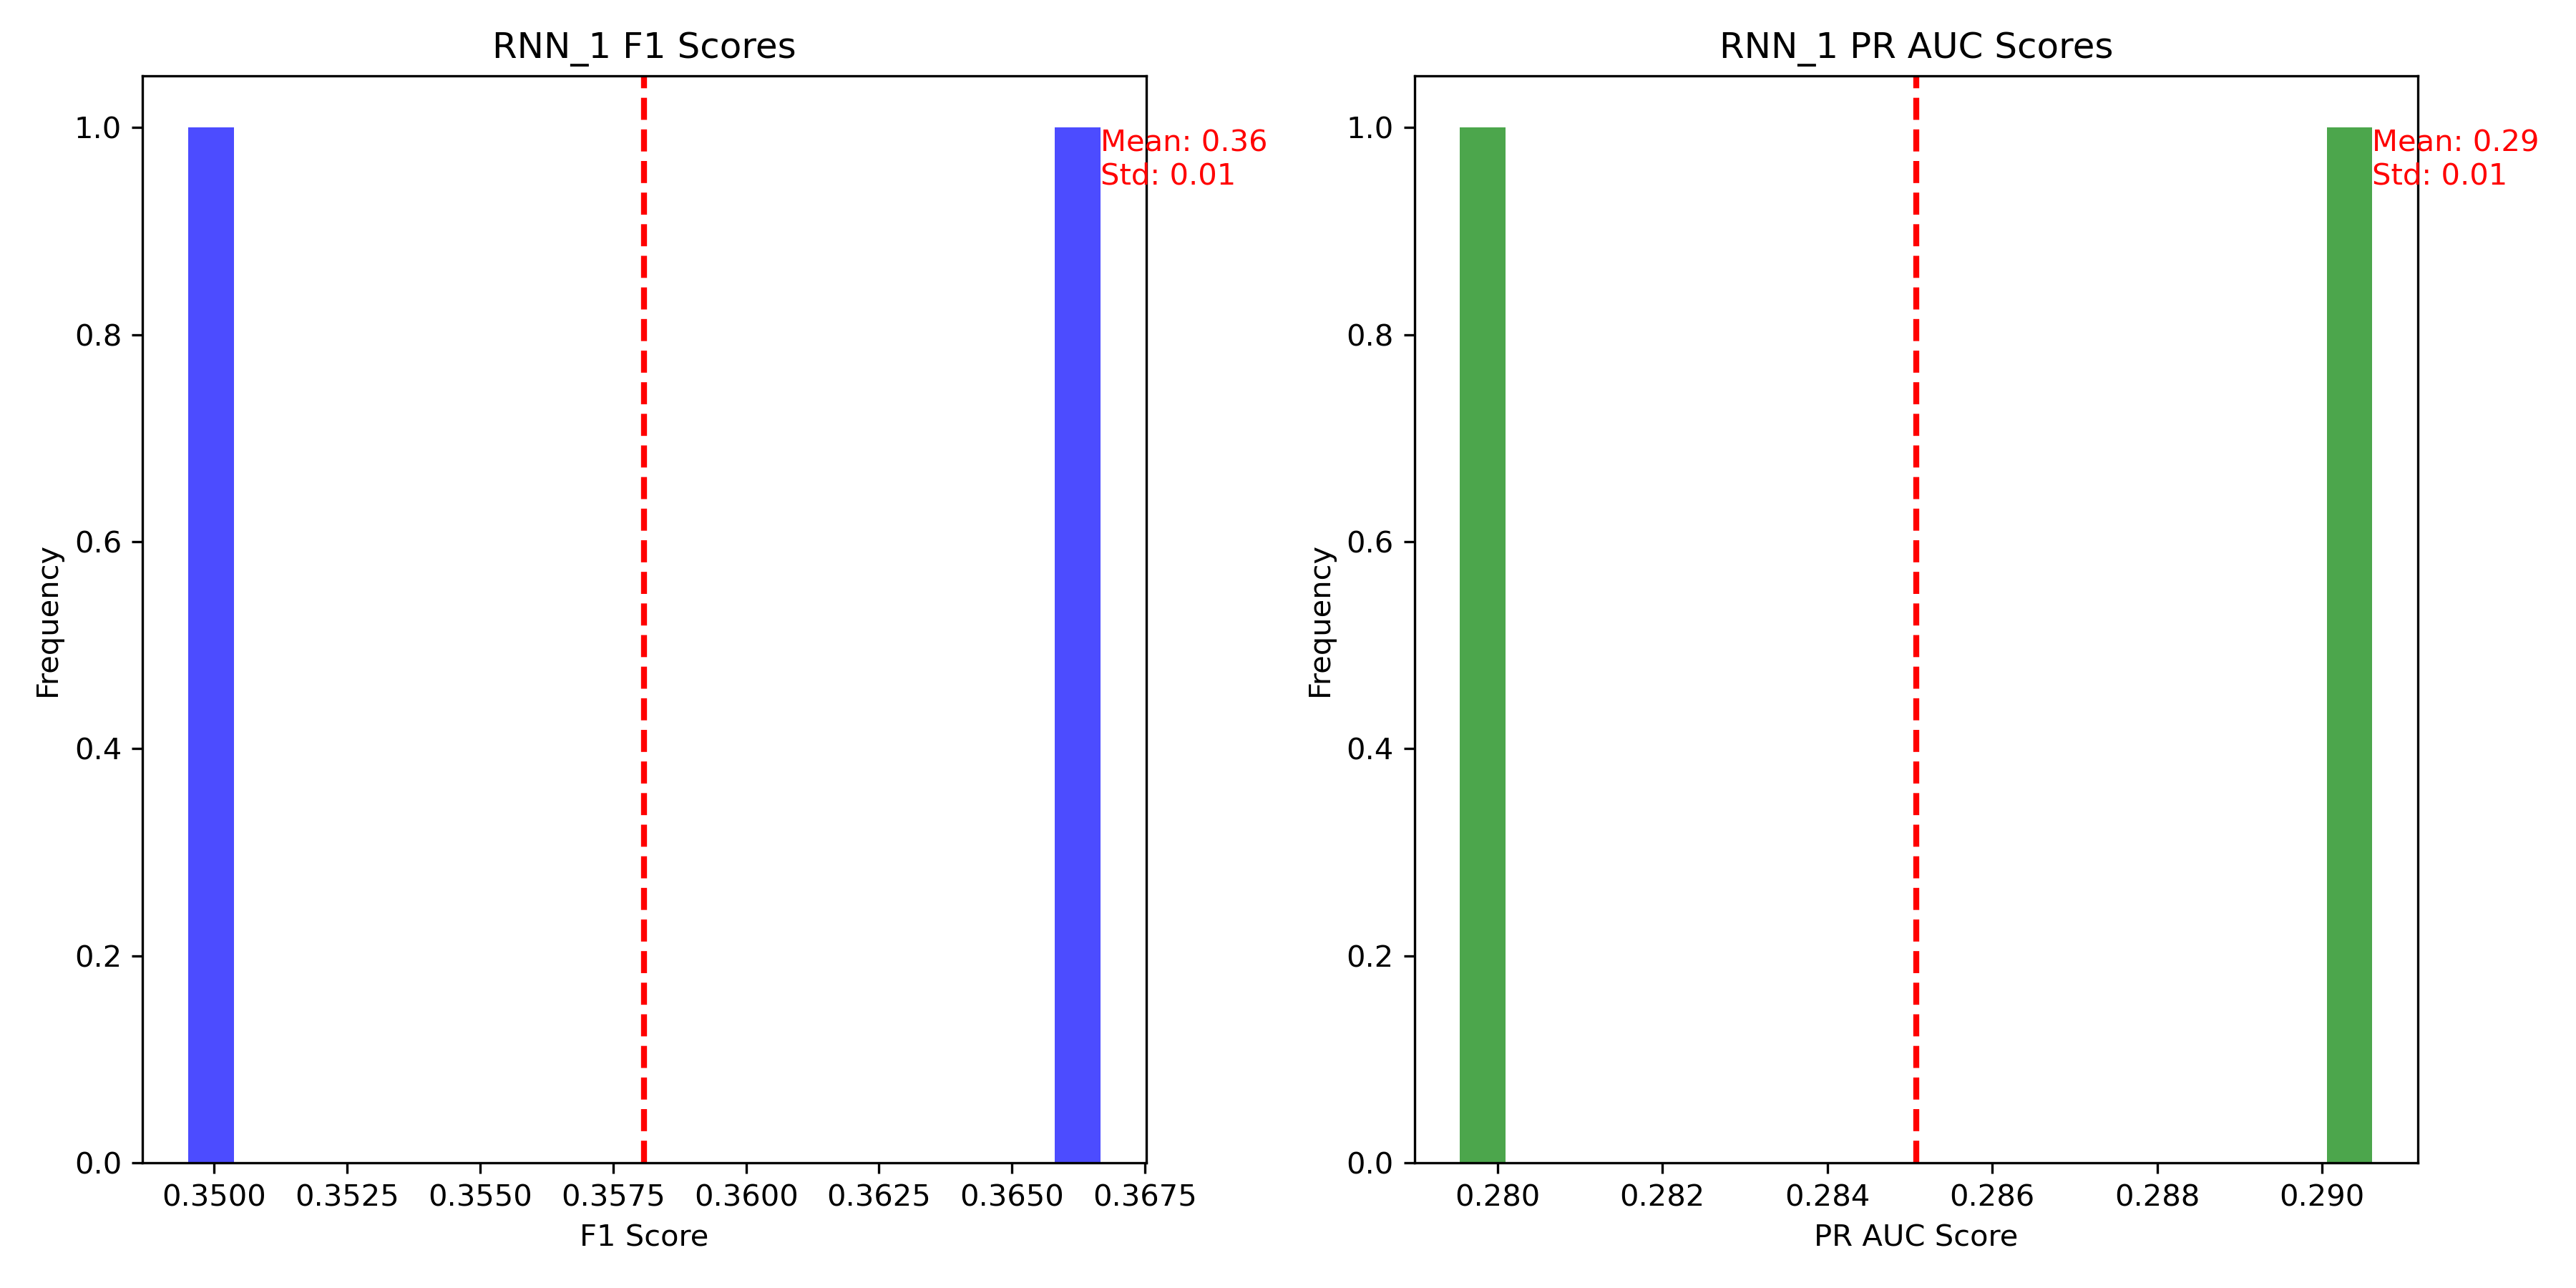 RNN_1 F1 Scores
1.0
0.8
0.6
0.4
0.2
0.0
Frequency
Mean: 0.36
Std: 0.01
0.3500 0.3525 0.3550 0.3575 0.3600 0.3625 0.3650 0.3675
F1 Score
RNN_1 PR AUC Scores
1.0
0.8
0.6
0.4
0.2
0.0
Frequency
Mean: 0.29
Std: 0.01
0.280 0.282 0.284 0.286 0.288 0.290
PR AUC Score